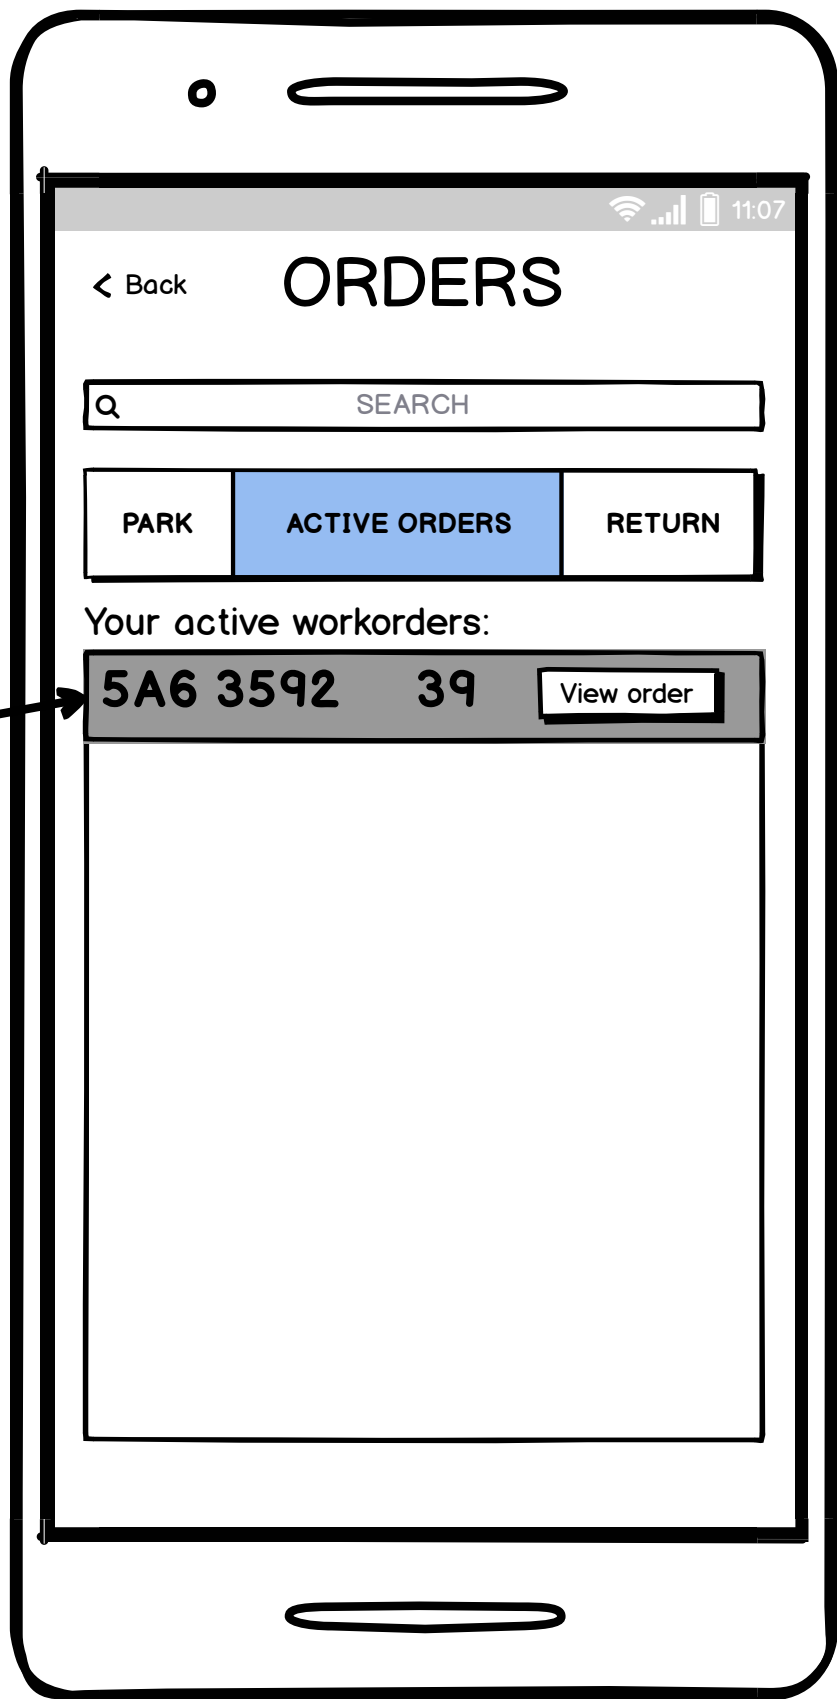 11:07
Back ORDERS
SEARCH
PARK ACTIVE ORDERS RETURN
Your active workorders:
5A6 3592 39 View order